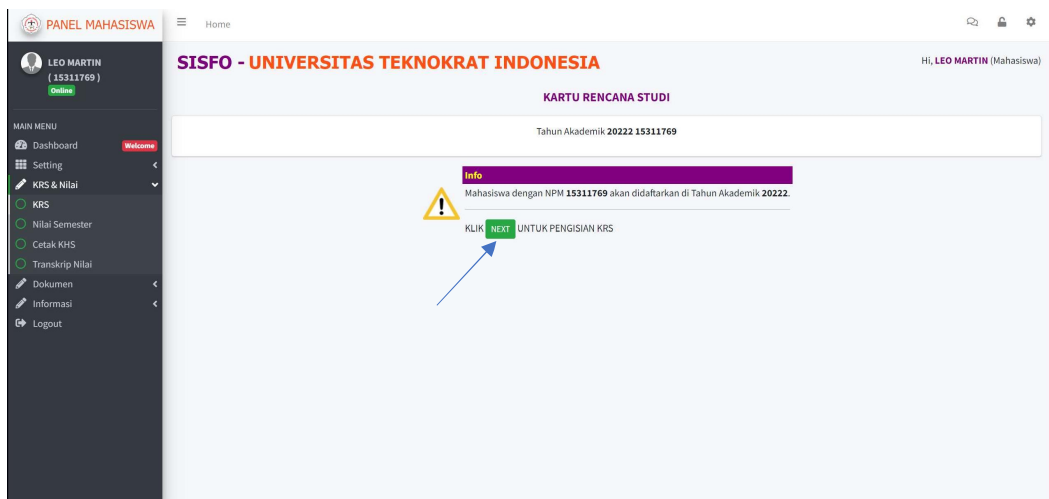 PANEL MAHASISWA
Home
LEO MARTIN
( 15311769 )
Online
MAIN MENU
Dashboard Welcome
Setting
KRS & Nilai
KRS
Nilai Semester
Cetak KHS
Transkrip Nilai
Dokumen
Informasi
Logout
SISFO - UNIVERSITAS TEKNOKRAT INDONESIA
Hi, LEO MARTIN (Mahasiswa)
KARTU RENCANA STUDI
Tahun Akademik 20222 15311769
Info
Mahasiswa dengan NPM 15311769 akan didaftarkan di Tahun Akademik 20222.
KLIK NEXT UNTUK PENGISIAN KRS